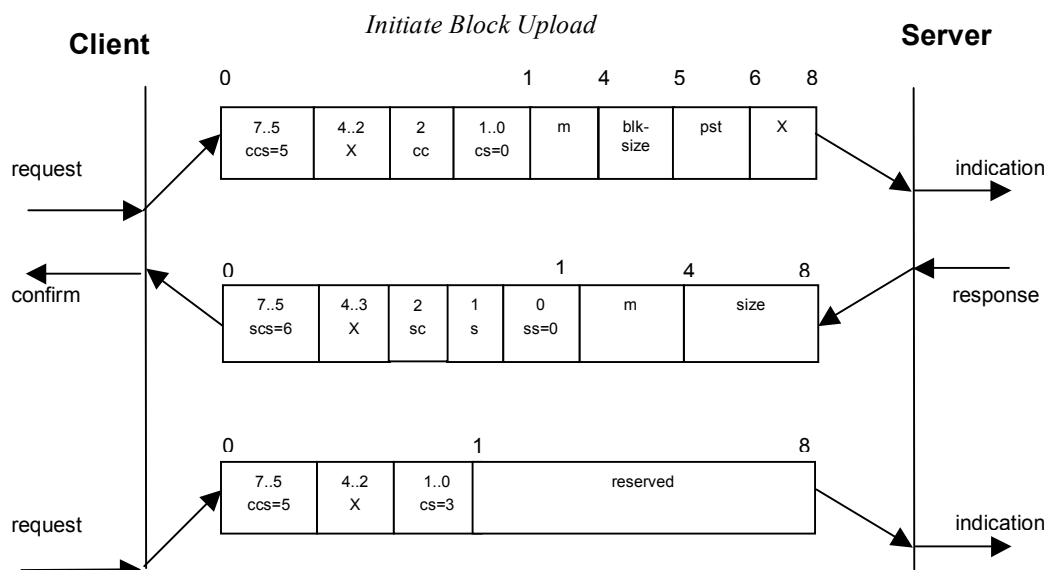 Initiate Block Upload
Client
Server
0 1 4 5 6 8
7..5 4..2 2 1..0 m blk- pst X
ccs=5 X cc cs=0 size
request
indication
0 1 4 8
7..5 4..3 2 1 0 m size
scs=6 X sc s ss=0
confirm
response
0 1 8
7..5 4..2 1..0 reserved
ccs=5 X cs=3
request
indication